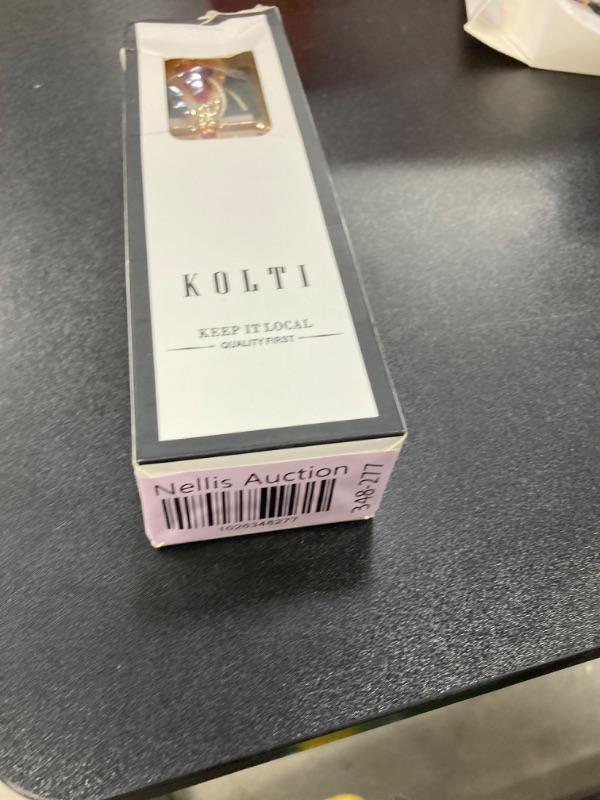 KOLTI
KEEP IT LOCAL
QUALITY FIRST
Nellis Auction
348-277
1026348277